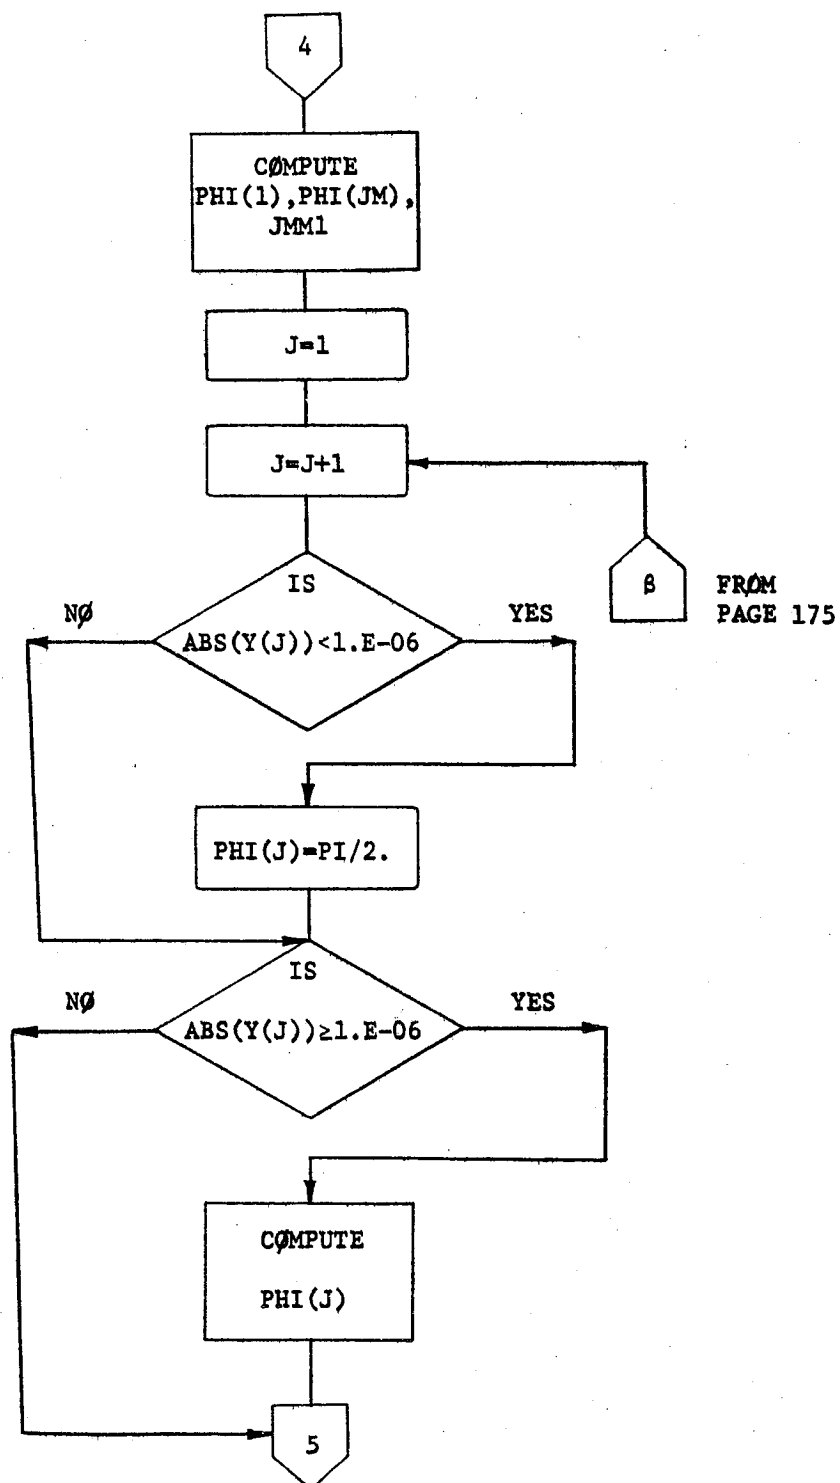 4
CØMPUTE
PHI(1),PHI(JM),
JMM1
J=1
J=J+1
β
FRØM
PAGE 175
IS
ABS(Y(J))<1.E-06
NØ
YES
PHI(J)=PI/2.
IS
ABS(Y(J))≥1.E-06
NØ
YES
CØMPUTE
PHI(J)
5